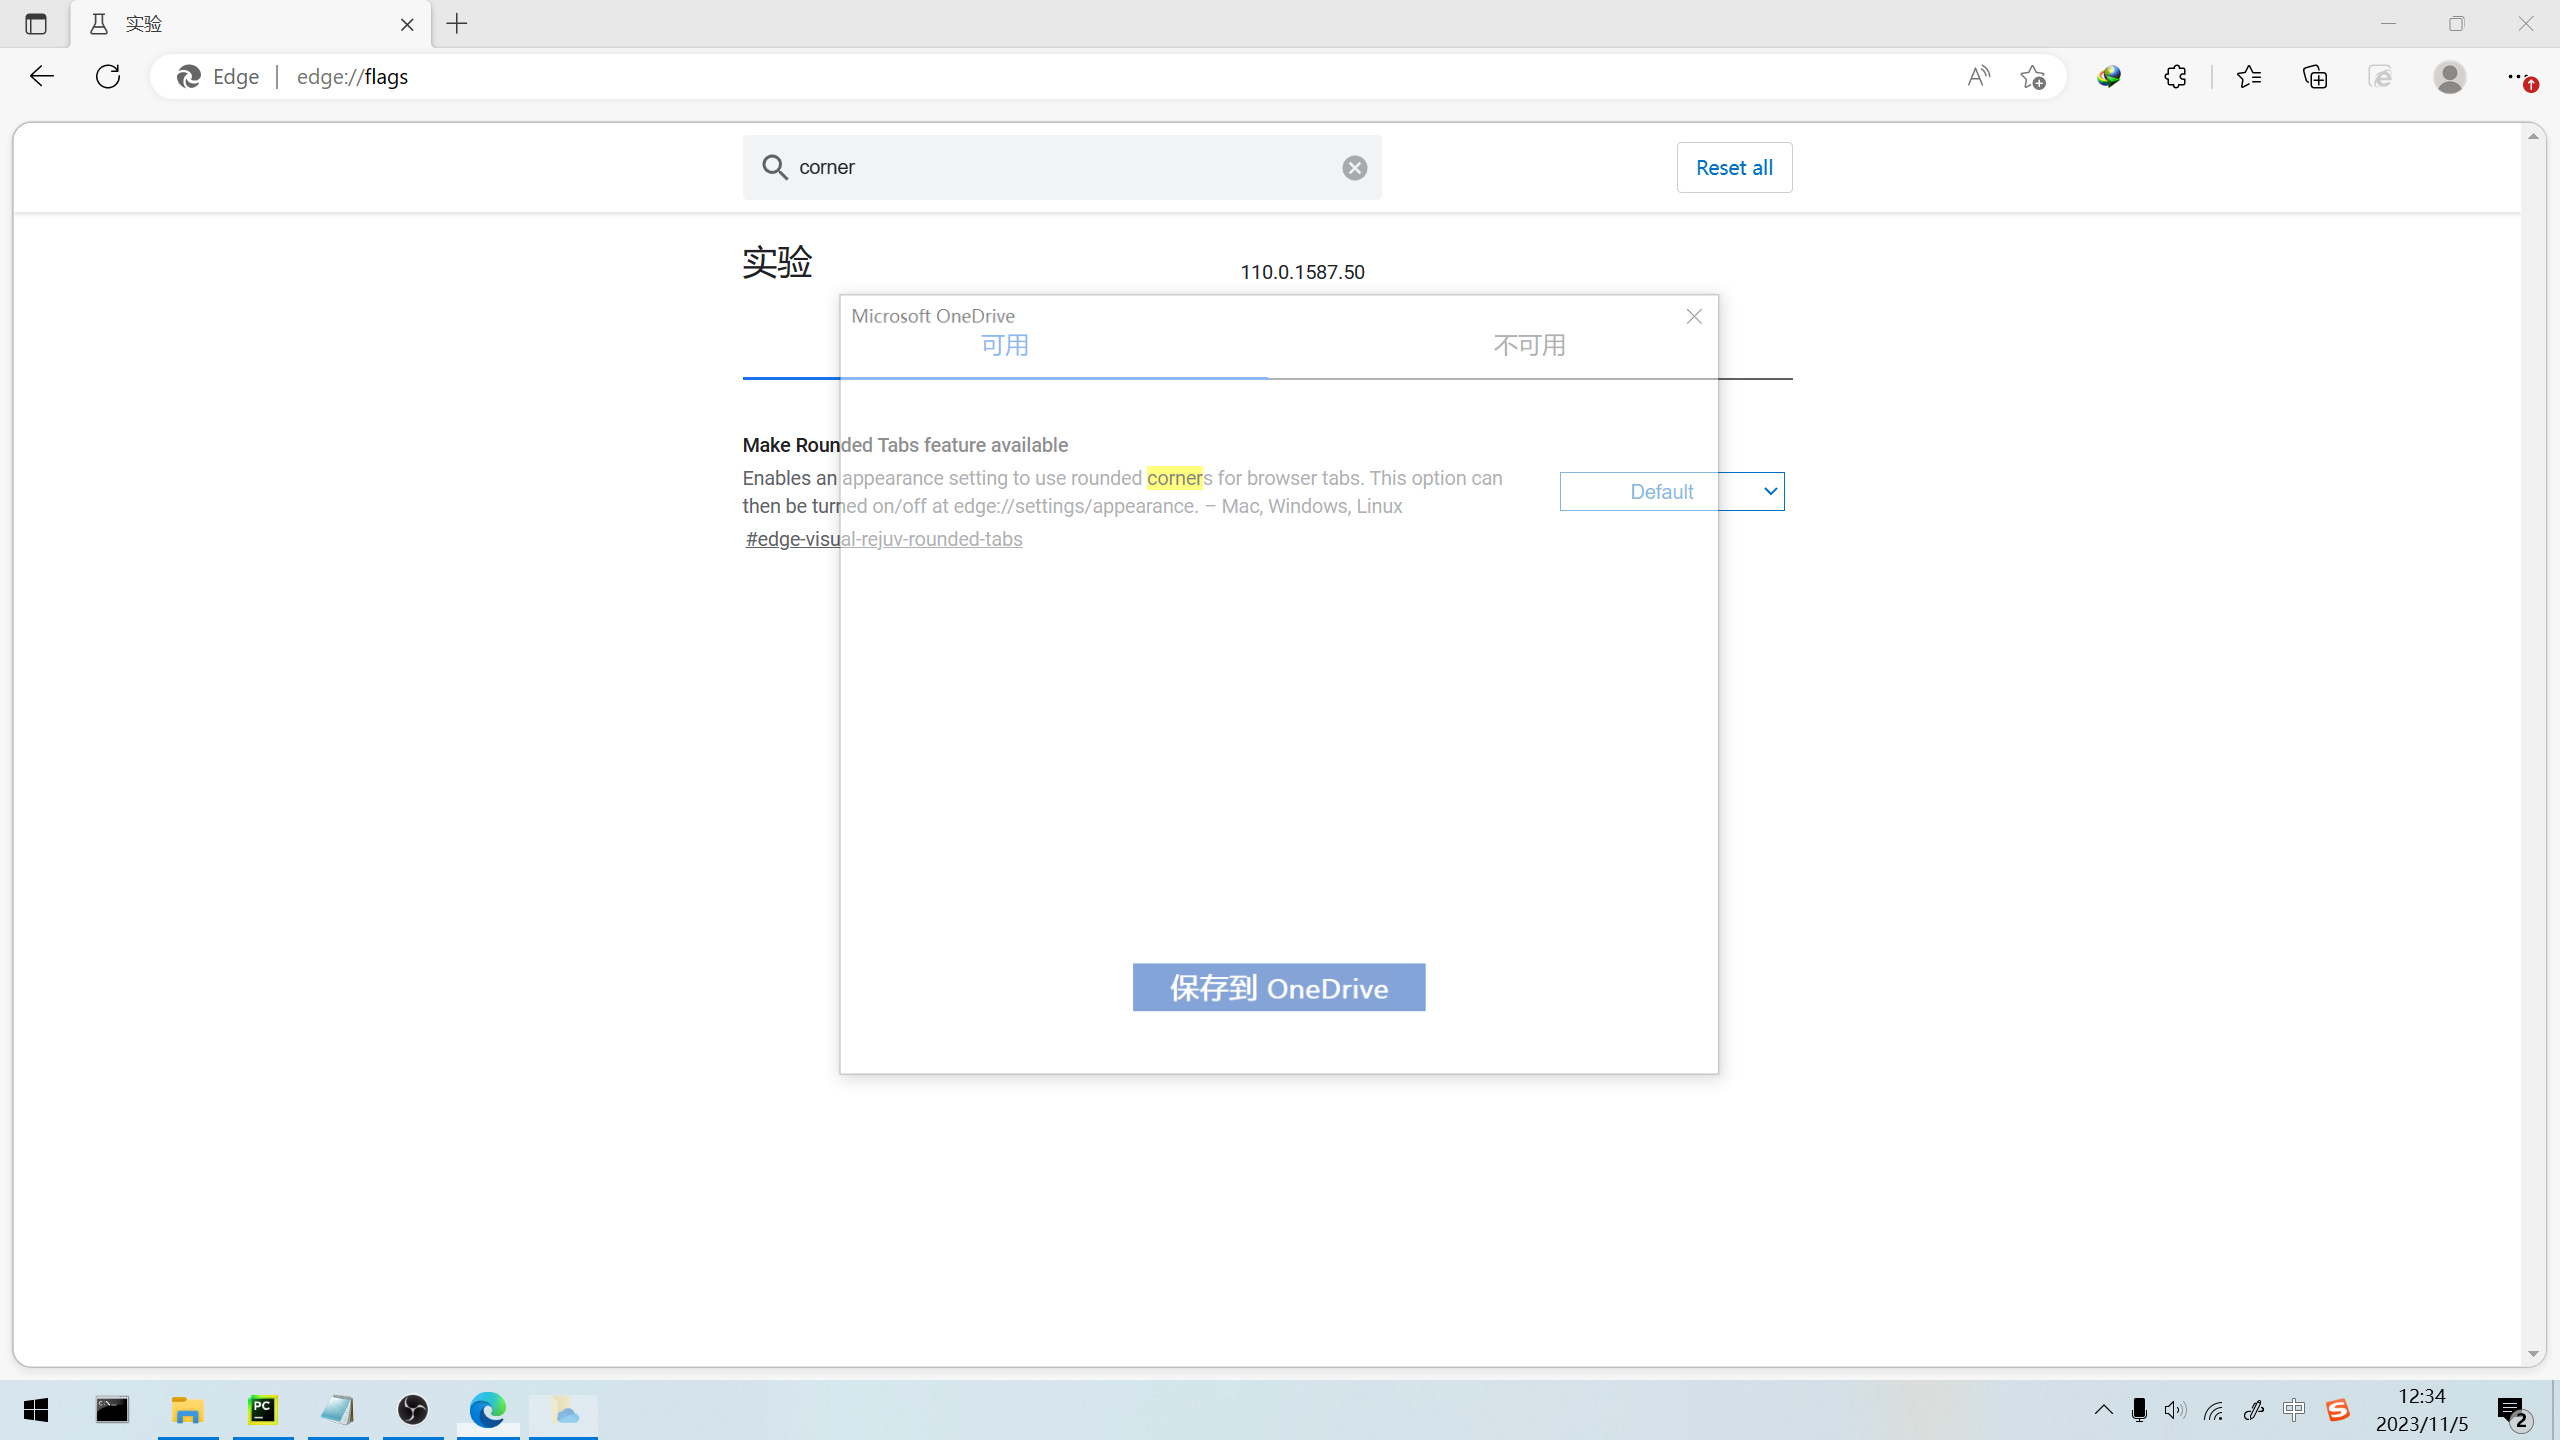 实验
Edge
edge://flags
corner
Reset all
实验
110.0.1587.50
Microsoft OneDrive
可用
不可用
Make Rounded Tabs feature available
Enables an appearance setting to use rounded corners for browser tabs. This option can
then be turned on/off at edge://settings/appearance. – Mac, Windows, Linux
Default
#edge-visual-rejuv-rounded-tabs
保存到 OneDrive
PC
中
12:34
2023/11/5
2